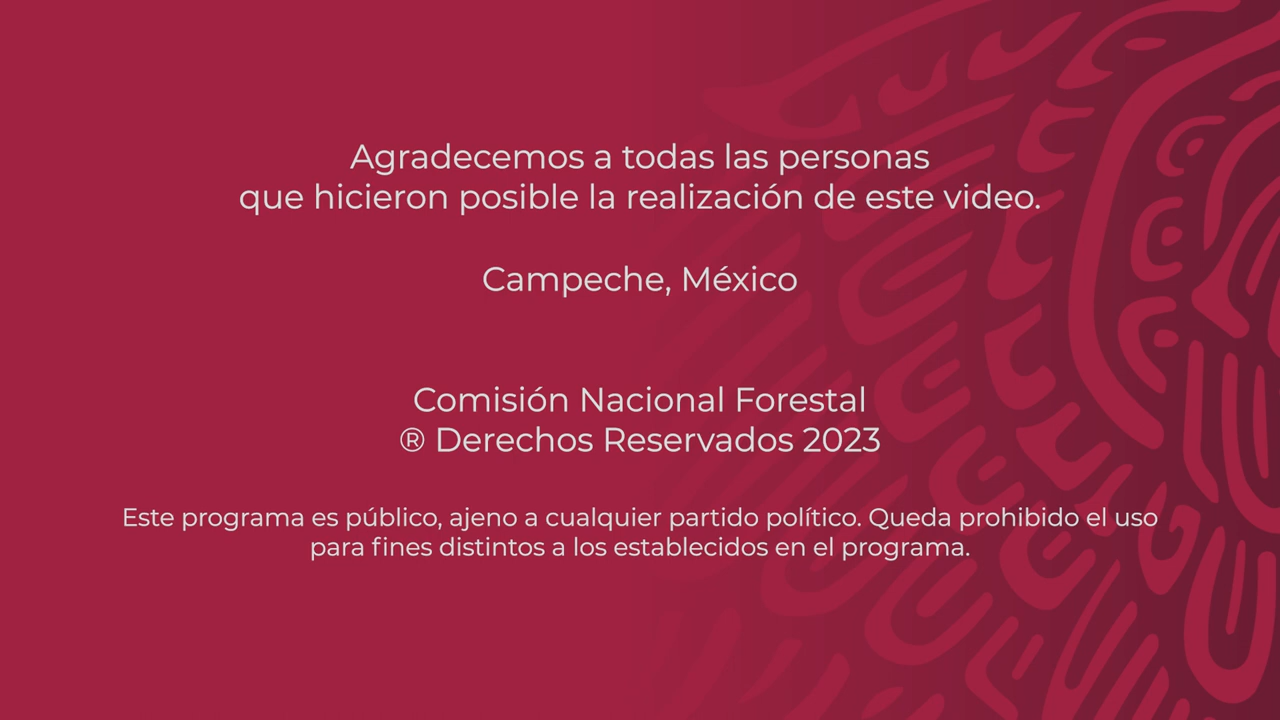 Agradecemos a todas las personas
que hicieron posible la realización de este video.
Campeche, México
Comisión Nacional Forestal
® Derechos Reservados 2023
Este programa es público, ajeno a cualquier partido político. Queda prohibido el uso
para fines distintos a los establecidos en el programa.